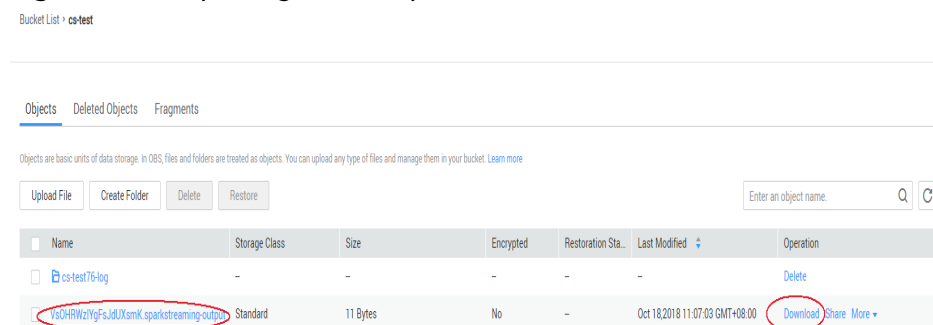 Bucket List › cs-test
Objects Deleted Objects Fragments
Objects are basic units of data storage. In OBS, files and folders are treated as objects. You can upload any type of files and manage them in your bucket. Learn more
Upload File Create Folder Delete Restore Enter an object name.
Name Storage Class Size Encrypted Restoration Sta... Last Modified Operation
cs-test76-log – – – – – Delete
VsOHRWzlYgFsJdUXsmK.sparkstreaming-output Standard 11 Bytes No – Oct 18,2018 11:07:03 GMT+08:00 Download Share More